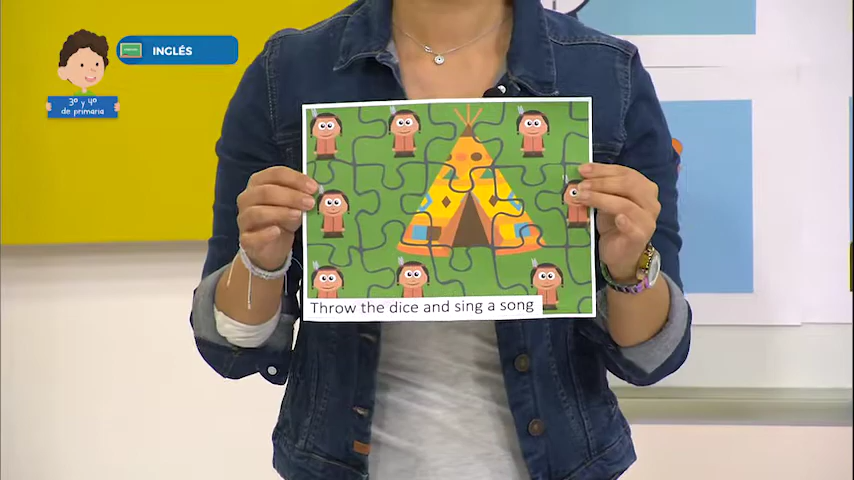 INGLÉS
3º y 4º
de primaria
Throw the dice and sing a song